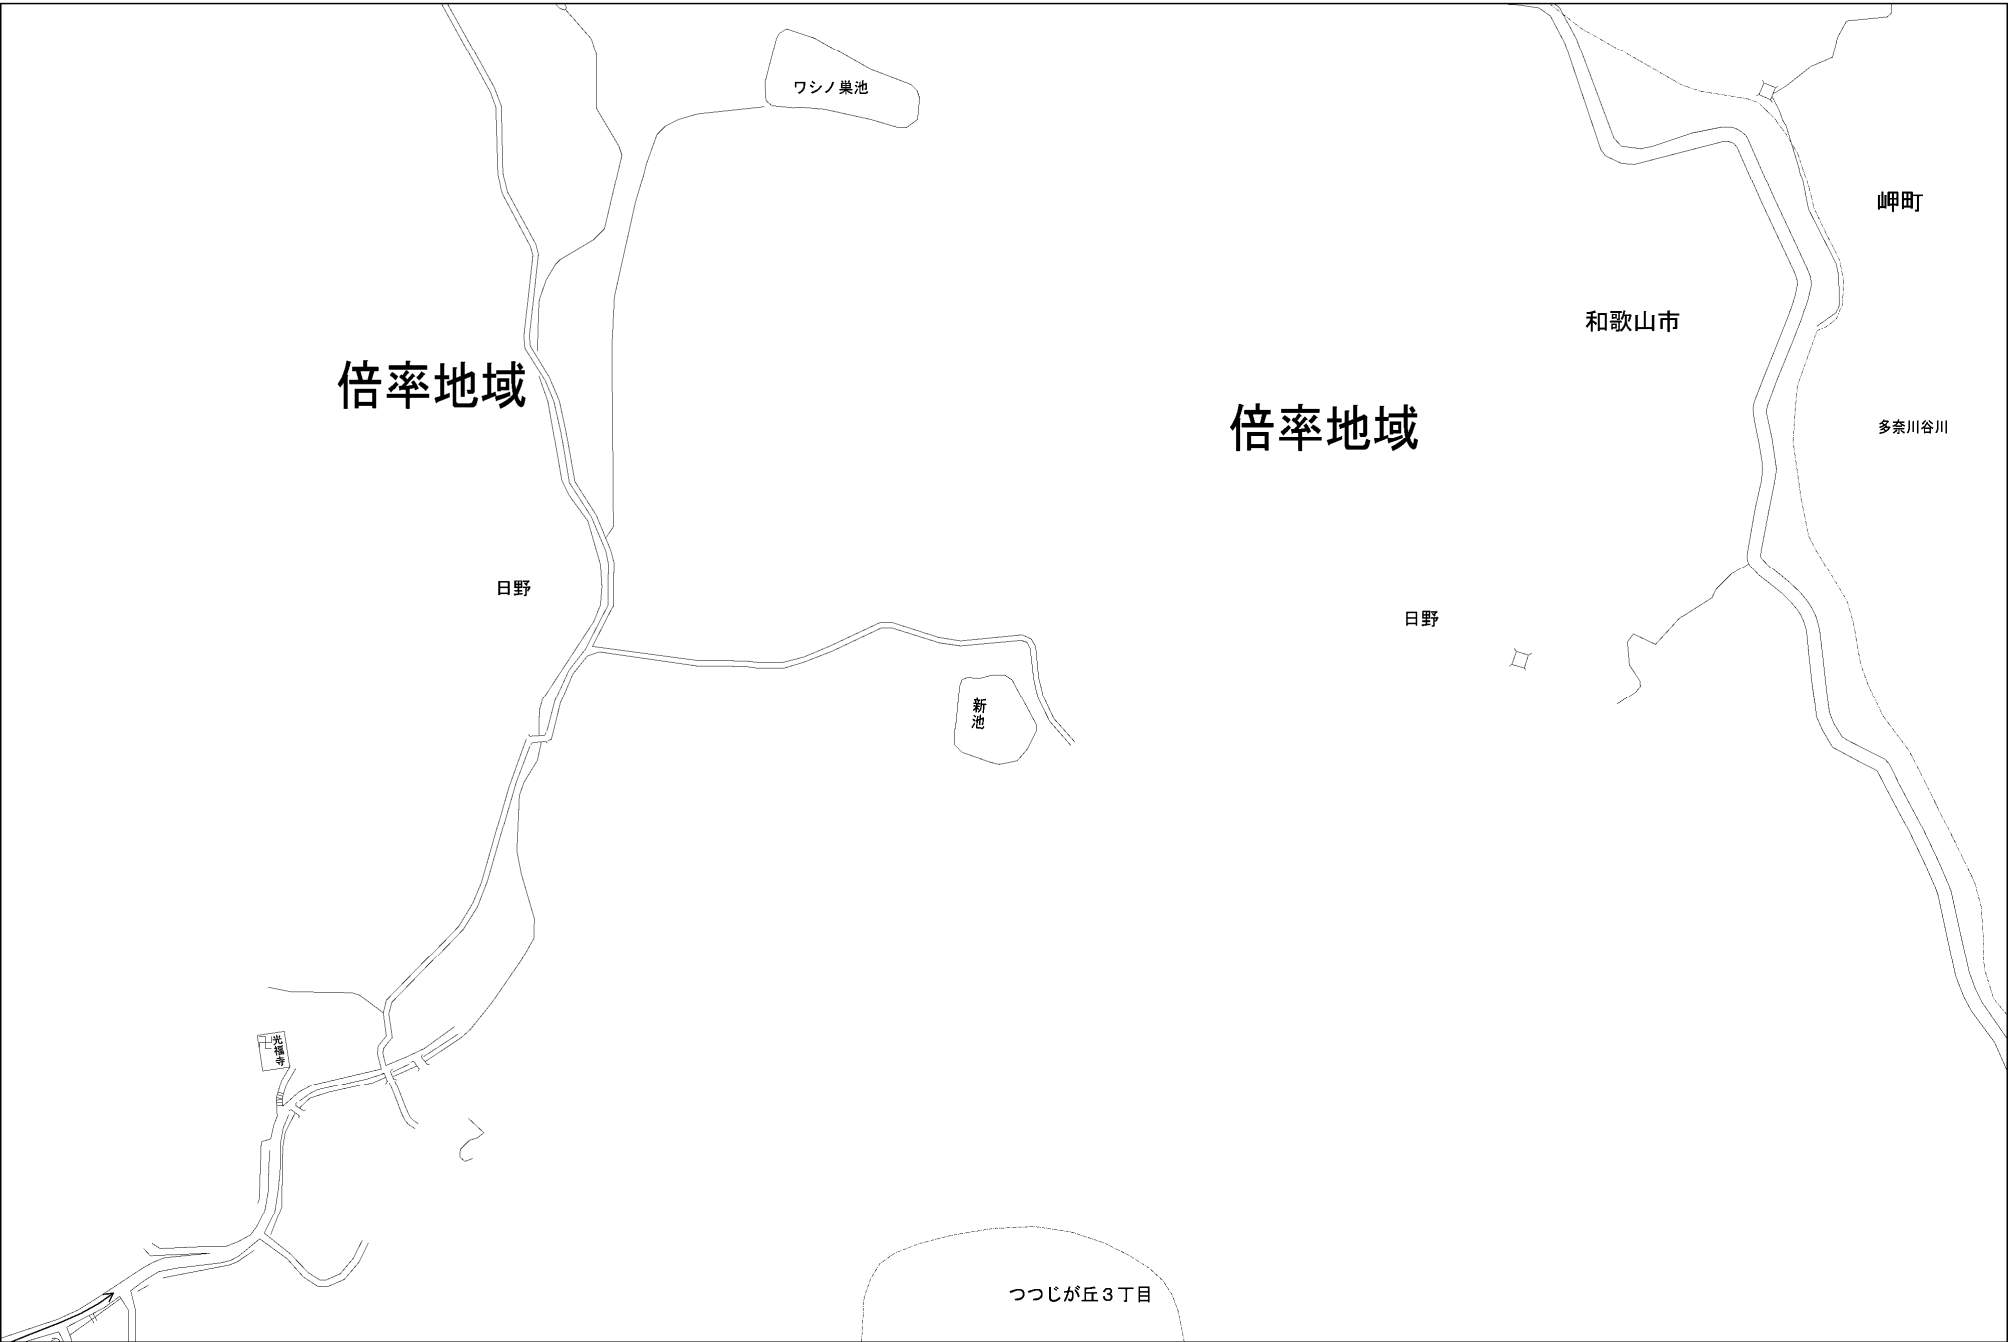 ワシノ巣池
岬町
和歌山市
倍率地域
倍率地域
多奈川谷川
日野
日野
新池
光福寺
つつじが丘３丁目